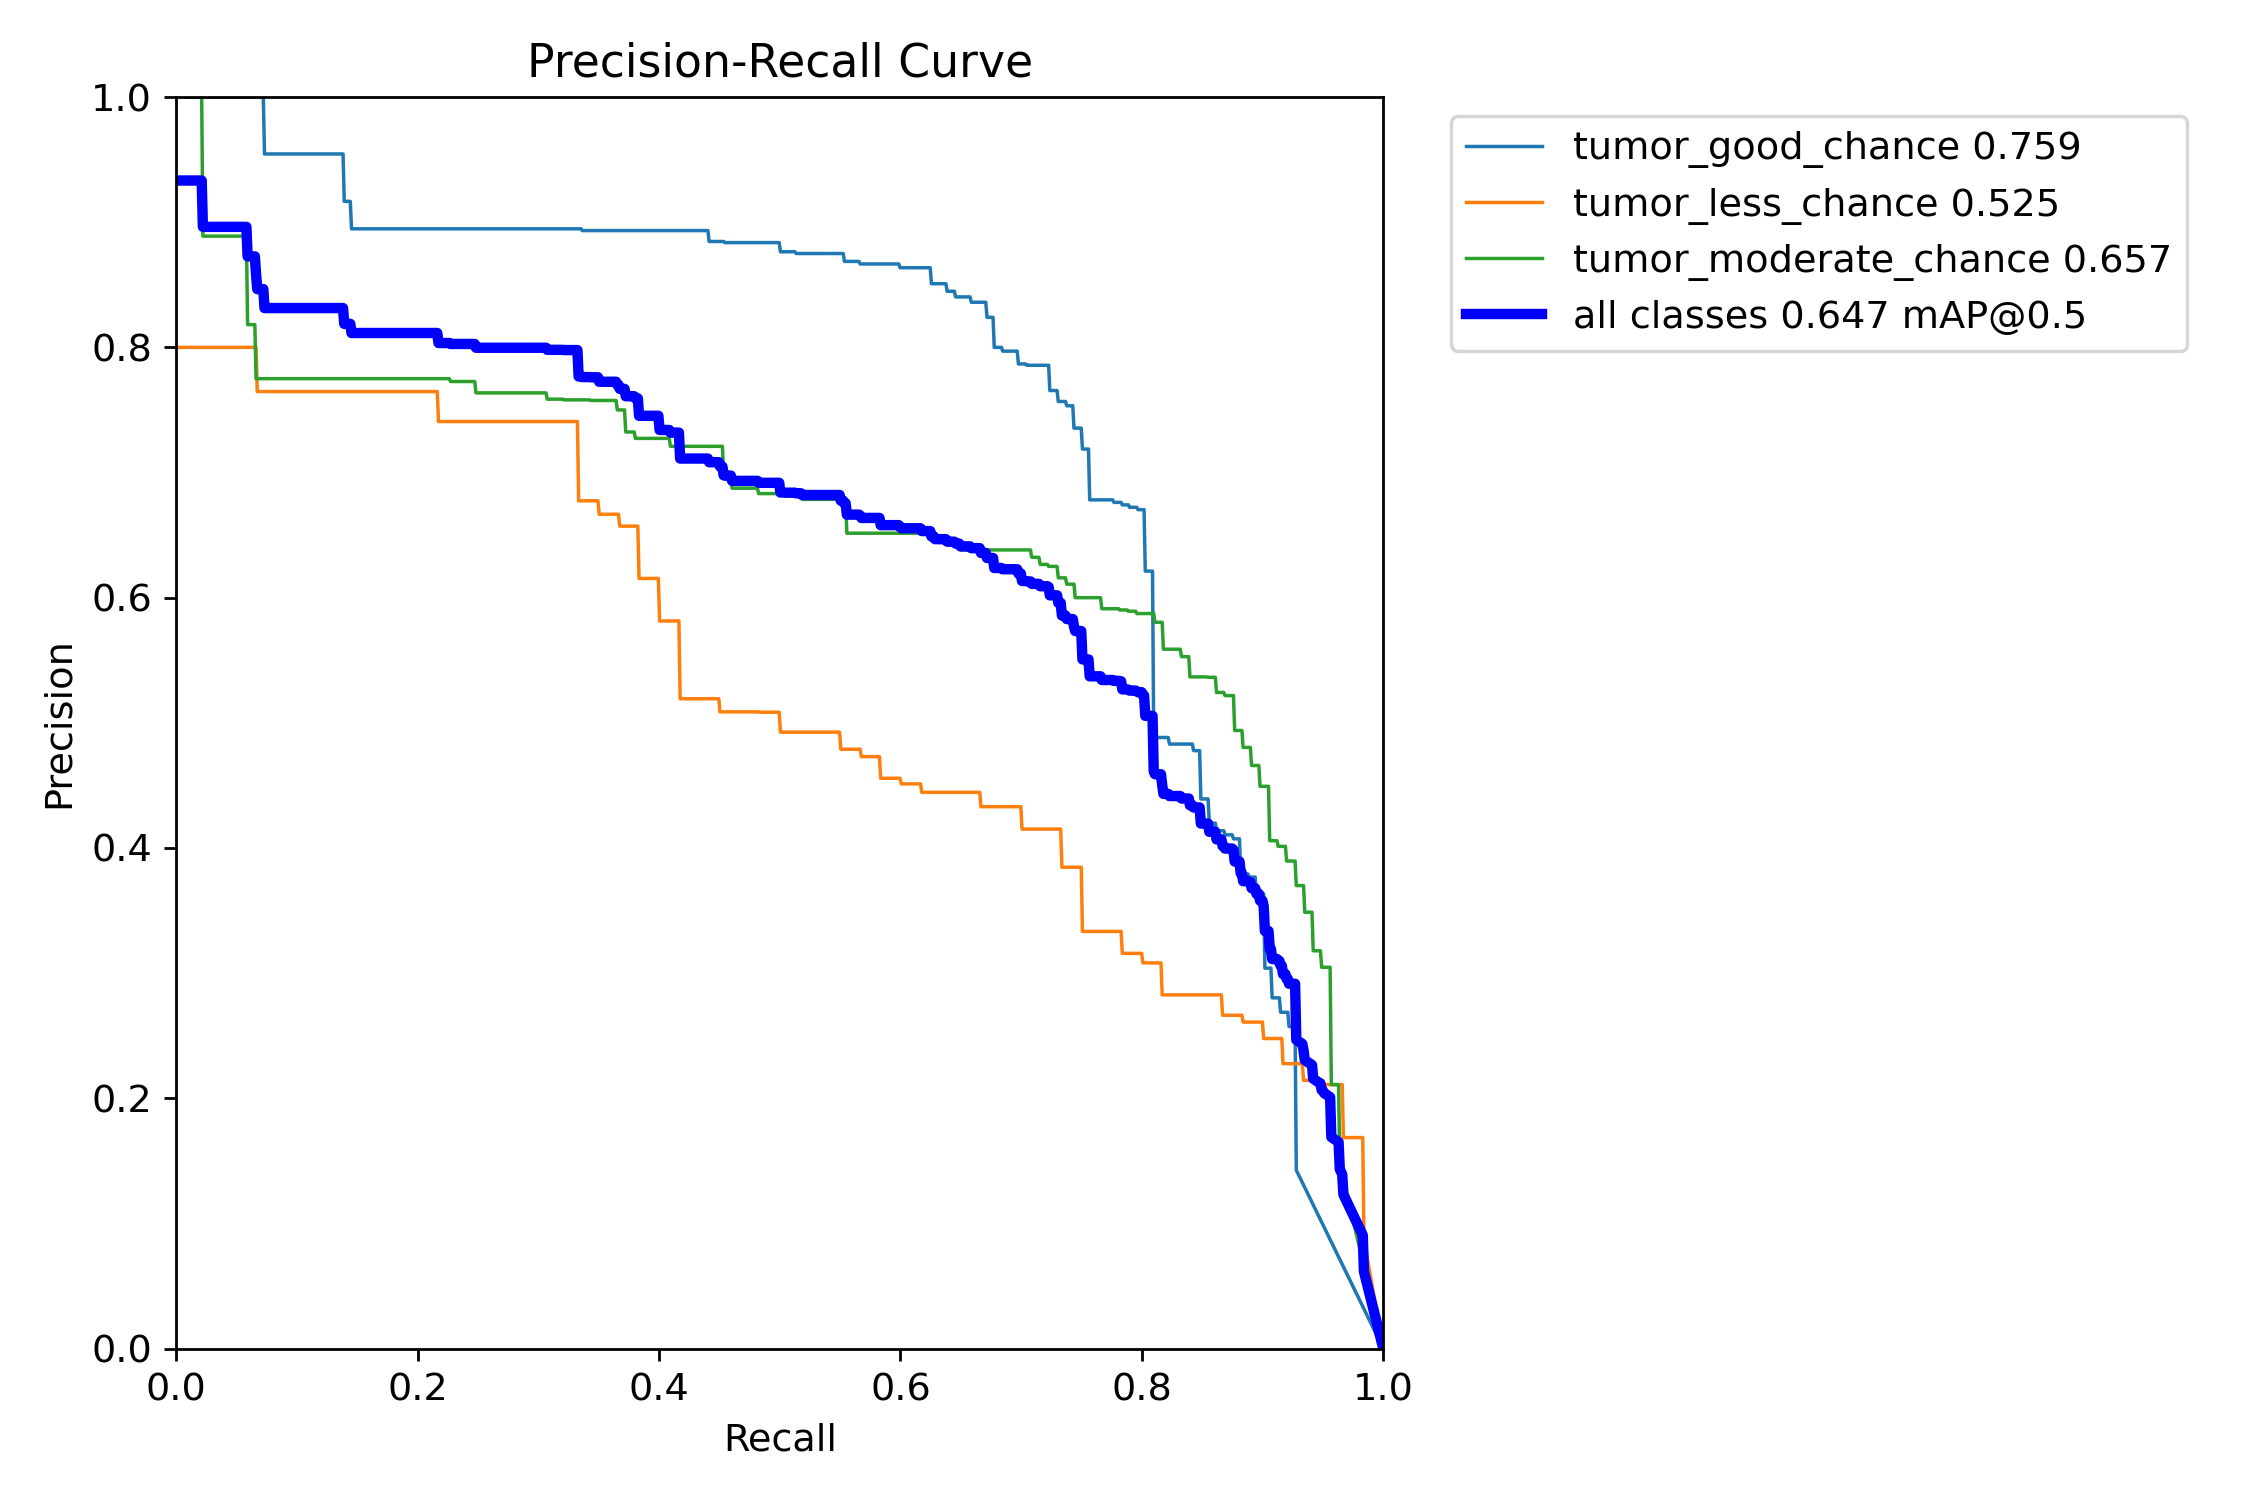 Precision-Recall Curve
1.0
0.8
0.6
0.4
0.2
0.0
Precision
0.0 0.2 0.4 0.6 0.8 1.0
Recall
tumor_good_chance 0.759
tumor_less_chance 0.525
tumor_moderate_chance 0.657
all classes 0.647 mAP@0.5